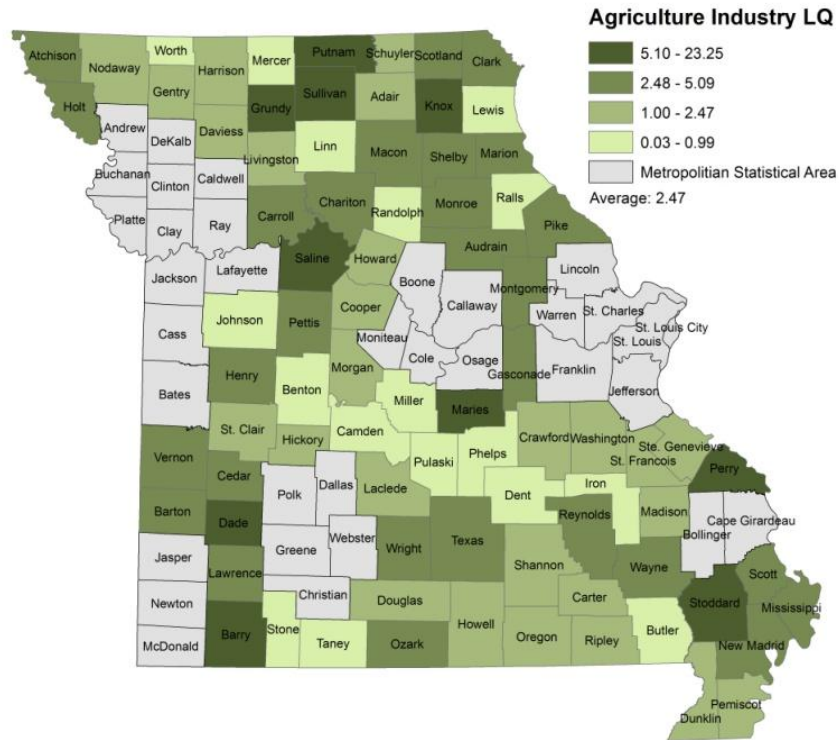 Agriculture Industry LQ
5.10 - 23.25
2.48 - 5.09
1.00 - 2.47
0.03 - 0.99
Metropolitian Statistical Area
Average: 2.47
Atchison
Nodaway
Worth
Harrison
Mercer
Putnam
Schuyler
Scotland
Clark
Holt
Gentry
Grundy
Sullivan
Adair
Knox
Lewis
Andrew
DeKalb
Daviess
Livingston
Linn
Macon
Shelby
Marion
Buchanan
Clinton
Caldwell
Platte
Clay
Ray
Carroll
Chariton
Randolph
Monroe
Ralls
Pike
Jackson
Lafayette
Saline
Howard
Boone
Audrain
Callaway
Montgomery
Lincoln
Warren
St. Charles
St. Louis City
St. Louis
Cass
Johnson
Pettis
Cooper
Moniteau
Cole
Osage
Gasconade
Franklin
Jefferson
Bates
Henry
Benton
Morgan
Miller
Maries
St. Clair
Hickory
Camden
Pulaski
Phelps
Crawford
Washington
Ste. Genevieve
St. Francois
Perry
Vernon
Cedar
Polk
Dallas
Laclede
Dent
Iron
Reynolds
Madison
Bollinger
Cape Girardeau
Barton
Dade
Greene
Webster
Wright
Texas
Shannon
Wayne
Scott
Jasper
Lawrence
Christian
Douglas
Carter
Stoddard
Mississippi
Newton
McDonald
Barry
Stone
Taney
Ozark
Howell
Oregon
Ripley
Butler
New Madrid
Dunklin
Pemiscot